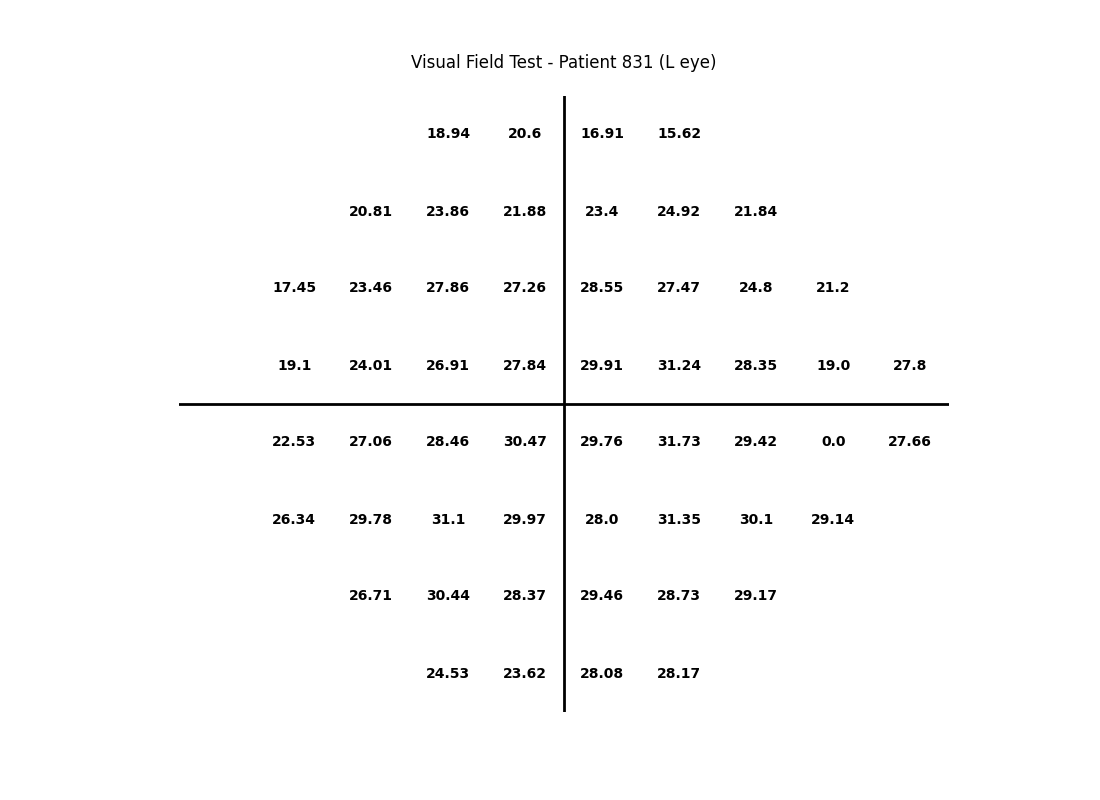 Visual Field Test - Patient 831 (L eye)
18.94 20.6 16.91 15.62
20.81 23.86 21.88 23.4 24.92 21.84
17.45 23.46 27.86 27.26 28.55 27.47 24.8 21.2
19.1 24.01 26.91 27.84 29.91 31.24 28.35 19.0 27.8
22.53 27.06 28.46 30.47 29.76 31.73 29.42 0.0 27.66
26.34 29.78 31.1 29.97 28.0 31.35 30.1 29.14
26.71 30.44 28.37 29.46 28.73 29.17
24.53 23.62 28.08 28.17